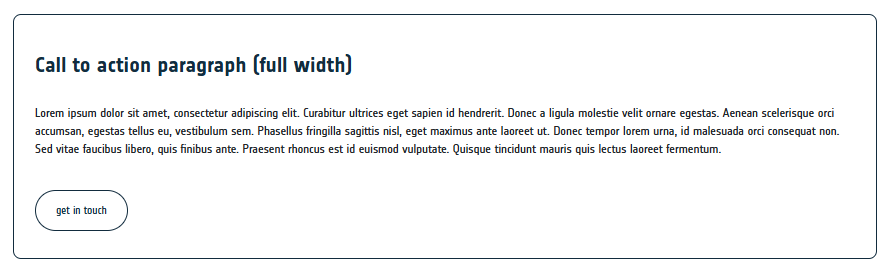 Call to action paragraph (full width)
Lorem ipsum dolor sit amet, consectetur adipiscing elit. Curabitur ultrices eget sapien id hendrerit. Donec a ligula molestie velit ornare egestas. Aenean scelerisque orci
accumsan, egestas tellus eu, vestibulum sem. Phasellus fringilla sagittis nisl, eget maximus ante laoreet ut. Donec tempor lorem urna, id malesuada orci consequat non.
Sed vitae faucibus libero, quis finibus ante. Praesent rhoncus est id euismod vulputate. Quisque tincidunt mauris quis lectus laoreet fermentum.
get in touch